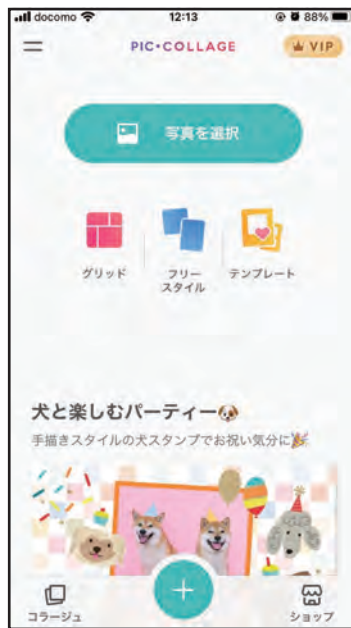 docomo 12:13 88%
PIC•COLLAGE VIP
写真を選択
グリッド フリー テンプレート
スタイル
犬と楽しむパーティー🐶
手描きスタイルの犬スタンプでお祝い気分に🎉
+
コラージュ ショップ